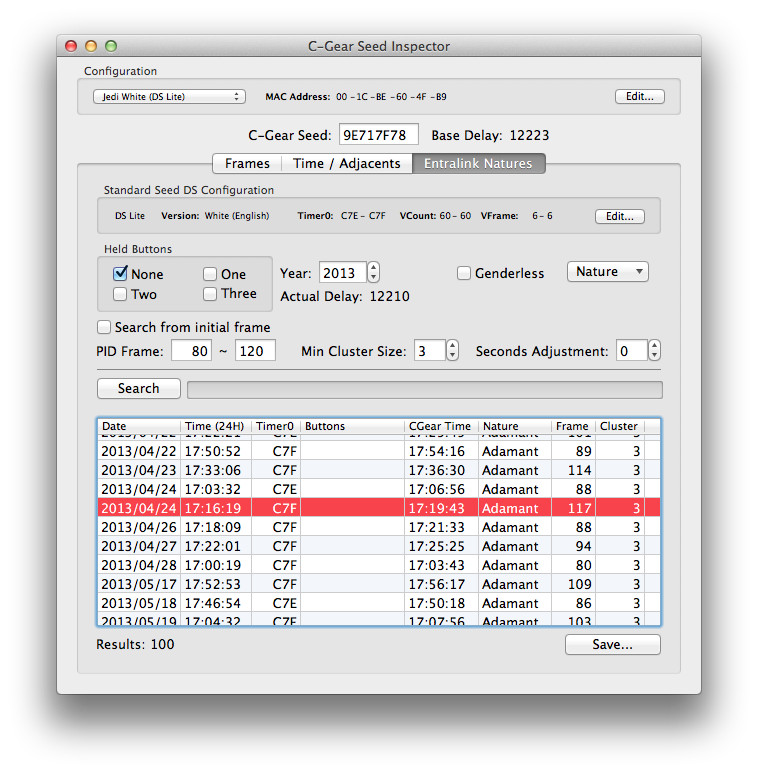 C-Gear Seed Inspector
Configuration
Jedi White (DS Lite) MAC Address: 00 -1C -BE -60 -4F -B9 Edit...
C-Gear Seed: 9E717F78 Base Delay: 12223
Frames Time / Adjacents Entralink Natures
Standard Seed DS Configuration
DS Lite Version: White (English) Timer0: C7E - C7F VCount: 60 - 60 VFrame: 6 - 6 Edit...
Held Buttons
None One Year: 2013 Genderless Nature
Two Three Actual Delay: 12210
Search from initial frame
PID Frame: 80 ~ 120 Min Cluster Size: 3 Seconds Adjustment: 0
Search
Date Time (24H) Timer0 Buttons CGear Time Nature Frame Cluster
2013/04/22 17:50:52 C7F 17:54:16 Adamant 89 3
2013/04/23 17:33:06 C7F 17:36:30 Adamant 114 3
2013/04/24 17:03:32 C7E 17:06:56 Adamant 88 3
2013/04/24 17:16:19 C7F 17:19:43 Adamant 117 3
2013/04/26 17:18:09 C7F 17:21:33 Adamant 88 3
2013/04/27 17:22:01 C7F 17:25:25 Adamant 94 3
2013/04/28 17:00:19 C7F 17:03:43 Adamant 80 3
2013/05/17 17:52:53 C7F 17:56:17 Adamant 109 3
2013/05/18 17:46:54 C7E 17:50:18 Adamant 86 3
2013/05/19 17:04:32 C7F 17:07:56 Adamant 103 3
Results: 100 Save...